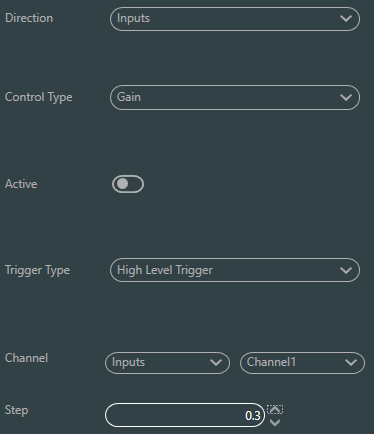 Direction Inputs
Control Type Gain
Active
Trigger Type High Level Trigger
Channel Inputs Channel1
Step 0.3